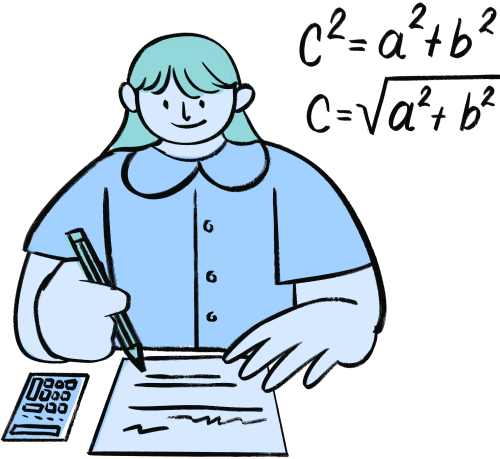 c² = a² + b²
c = √a² + b²